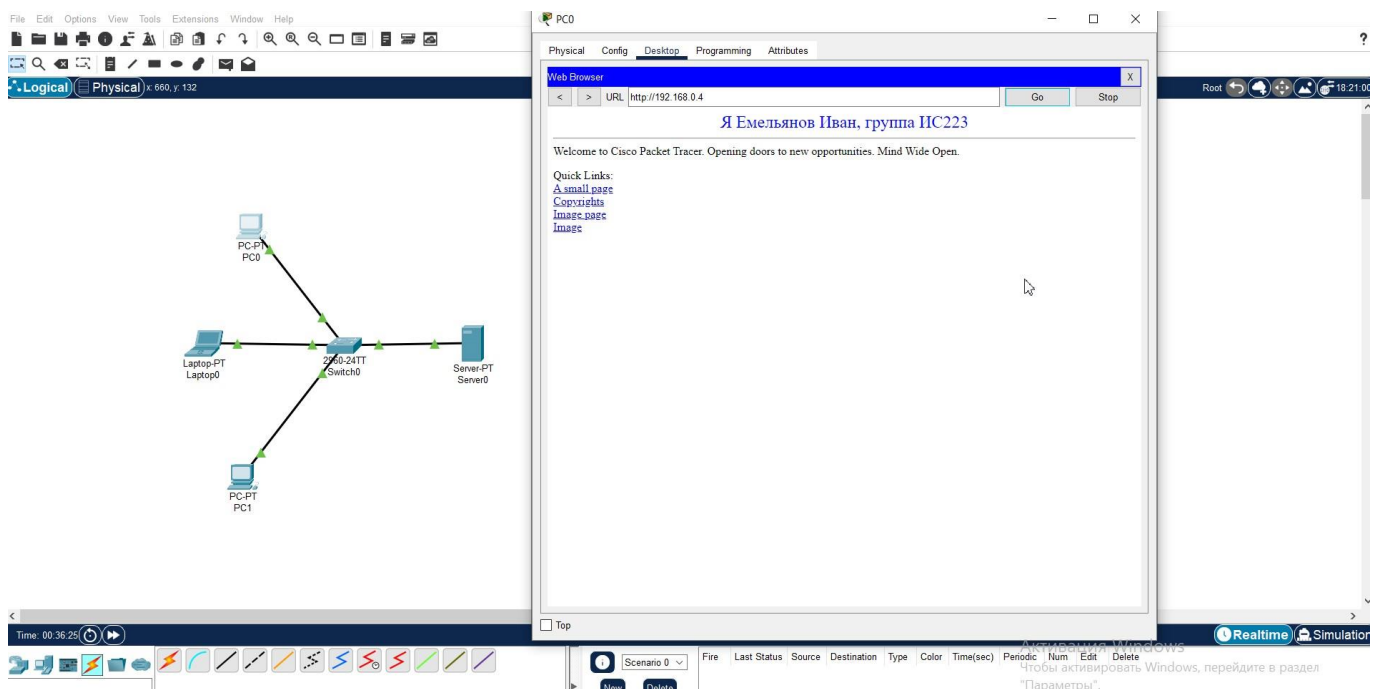 File Edit Options View Tools Extensions Window Help
PC0
?
Physical Config Desktop Programming Attributes
Web Browser X
Logical Physical x: 660, y: 132
< > URL http://192.168.0.4 Go Stop
Root 18:21:00
Я Емельянов Иван, группа ИС223
Welcome to Cisco Packet Tracer. Opening doors to new opportunities. Mind Wide Open.
Quick Links:
A small page
Copyrights
Image page
Image
PC-PT
PC0
Laptop-PT
Laptop0
2960-24TT
Switch0
Server-PT
Server0
PC-PT
PC1
Top
Time: 00:36:25
Realtime Simulation
Активация Windows
Scenario 0
Fire Last Status Source Destination Type Color Time(sec) Periodic Num Edit Delete
Чтобы активировать Windows, перейдите в раздел
"Параметры".
New Delete